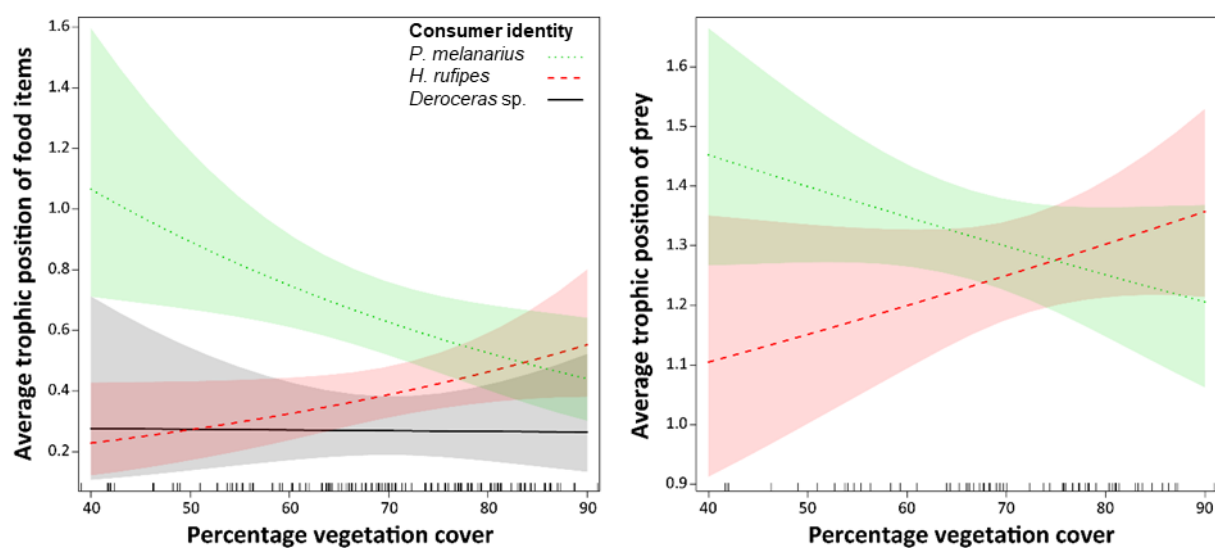 Consumer identity
P. melanarius
H. rufipes
Deroceras sp.
Average trophic position of food items
1.6
1.4
1.2
1.0
0.8
0.6
0.4
0.2
40 50 60 70 80 90
Percentage vegetation cover
Average trophic position of prey
1.6
1.5
1.4
1.3
1.2
1.1
1.0
0.9
40 50 60 70 80 90
Percentage vegetation cover